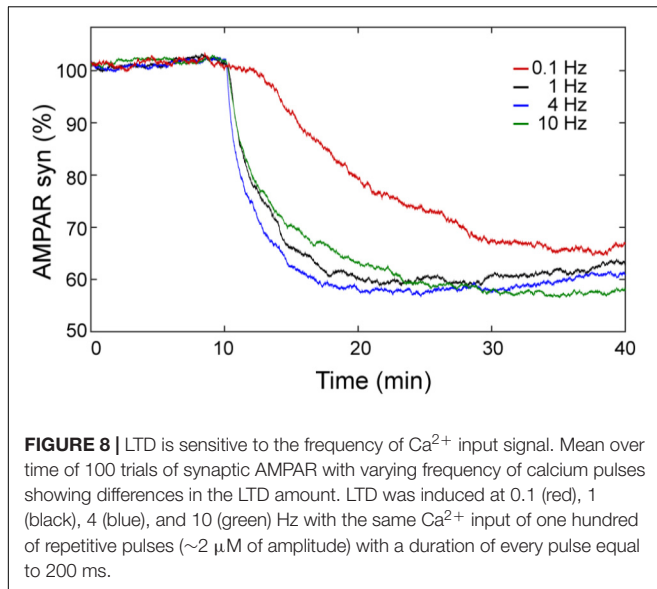 AMPAR syn (%)
100
90
80
70
60
50
0
10
20
30
40
Time (min)
0.1 Hz
1 Hz
4 Hz
10 Hz
FIGURE 8 | LTD is sensitive to the frequency of Ca2+ input signal. Mean over
time of 100 trials of synaptic AMPAR with varying frequency of calcium pulses
showing differences in the LTD amount. LTD was induced at 0.1 (red), 1
(black), 4 (blue), and 10 (green) Hz with the same Ca2+ input of one hundred
of repetitive pulses (~2 μM of amplitude) with a duration of every pulse equal
to 200 ms.